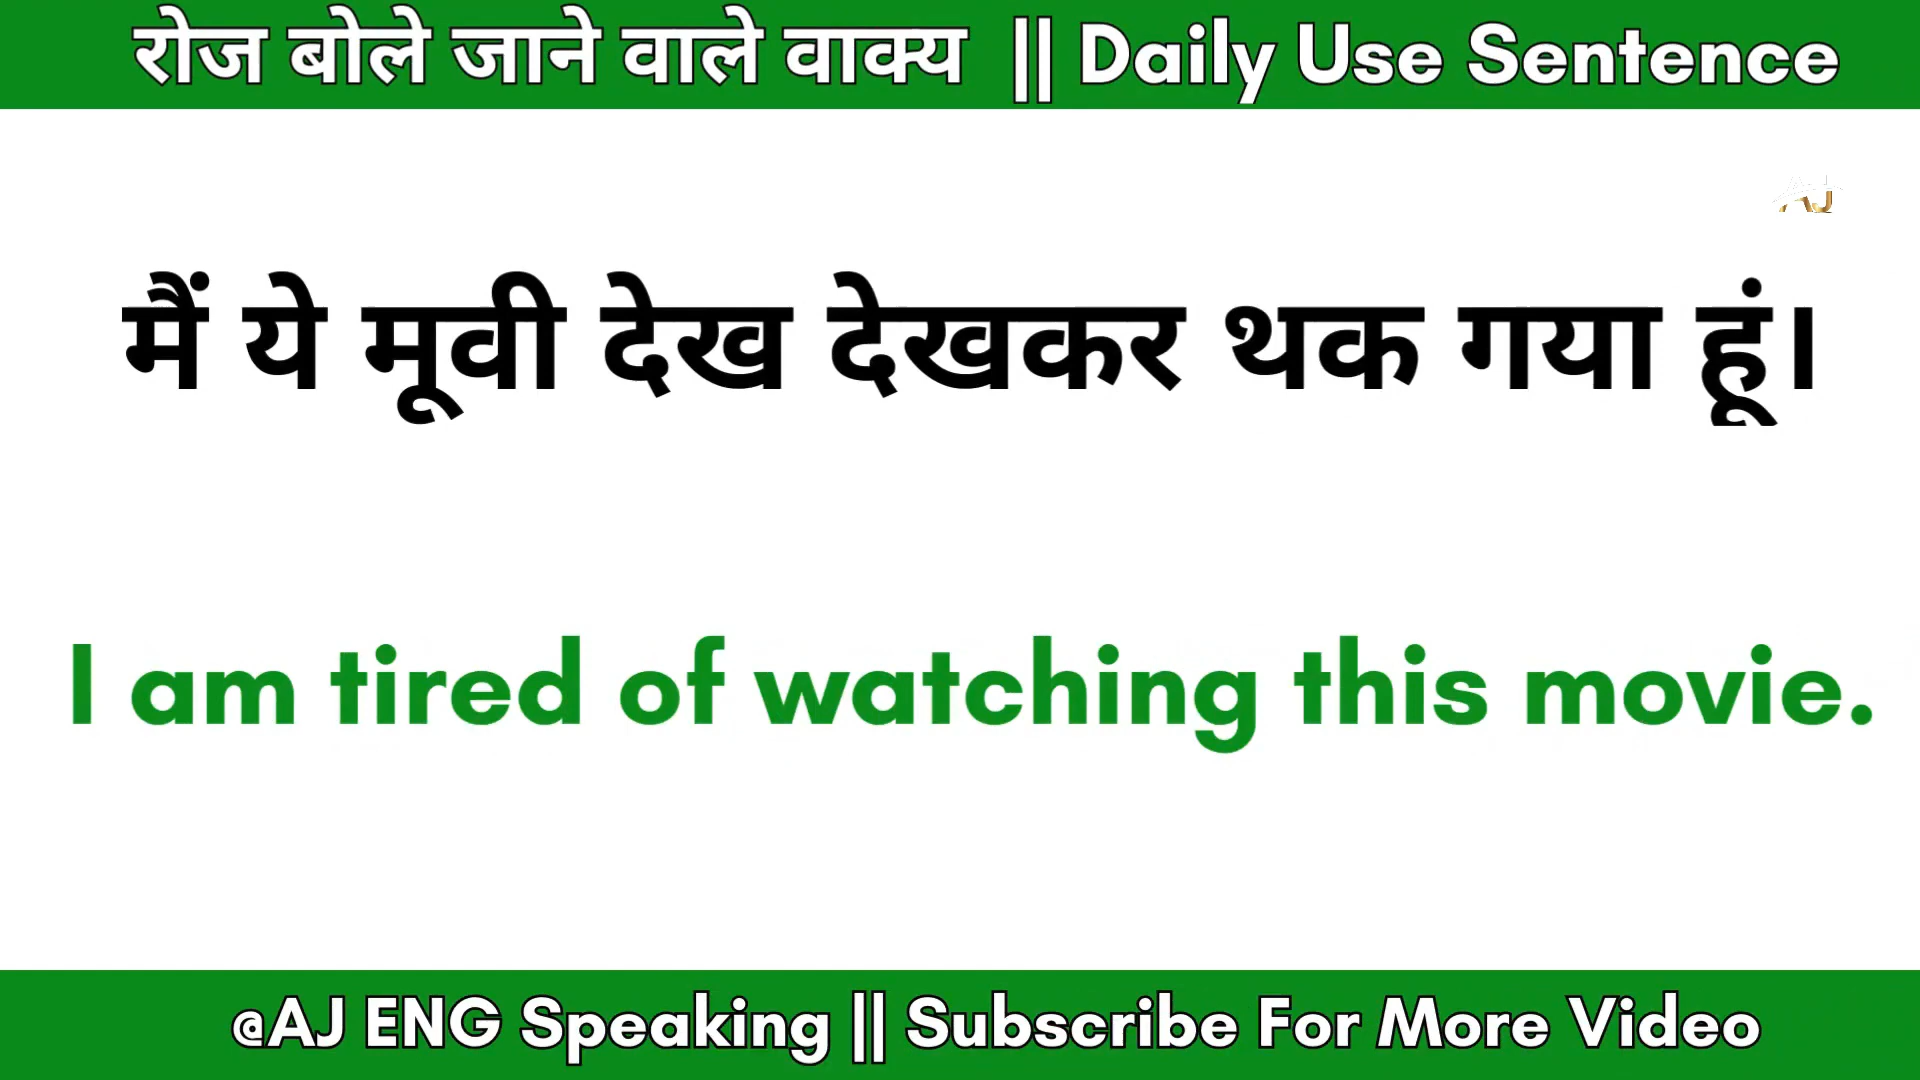 रोज बोले जाने वाले वाक्य || Daily Use Sentence
AJ
मैं ये मूवी देख देखकर थक गया हूं।
I am tired of watching this movie.
@AJ ENG Speaking || Subscribe For More Video